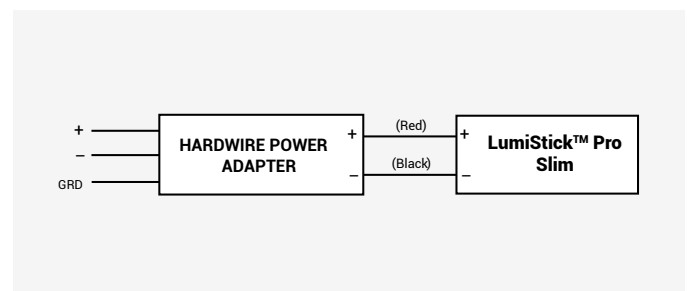 +
–
GRD
HARDWIRE POWER
ADAPTER
+
–
(Red)
(Black)
+
–
LumiStick™ Pro
Slim